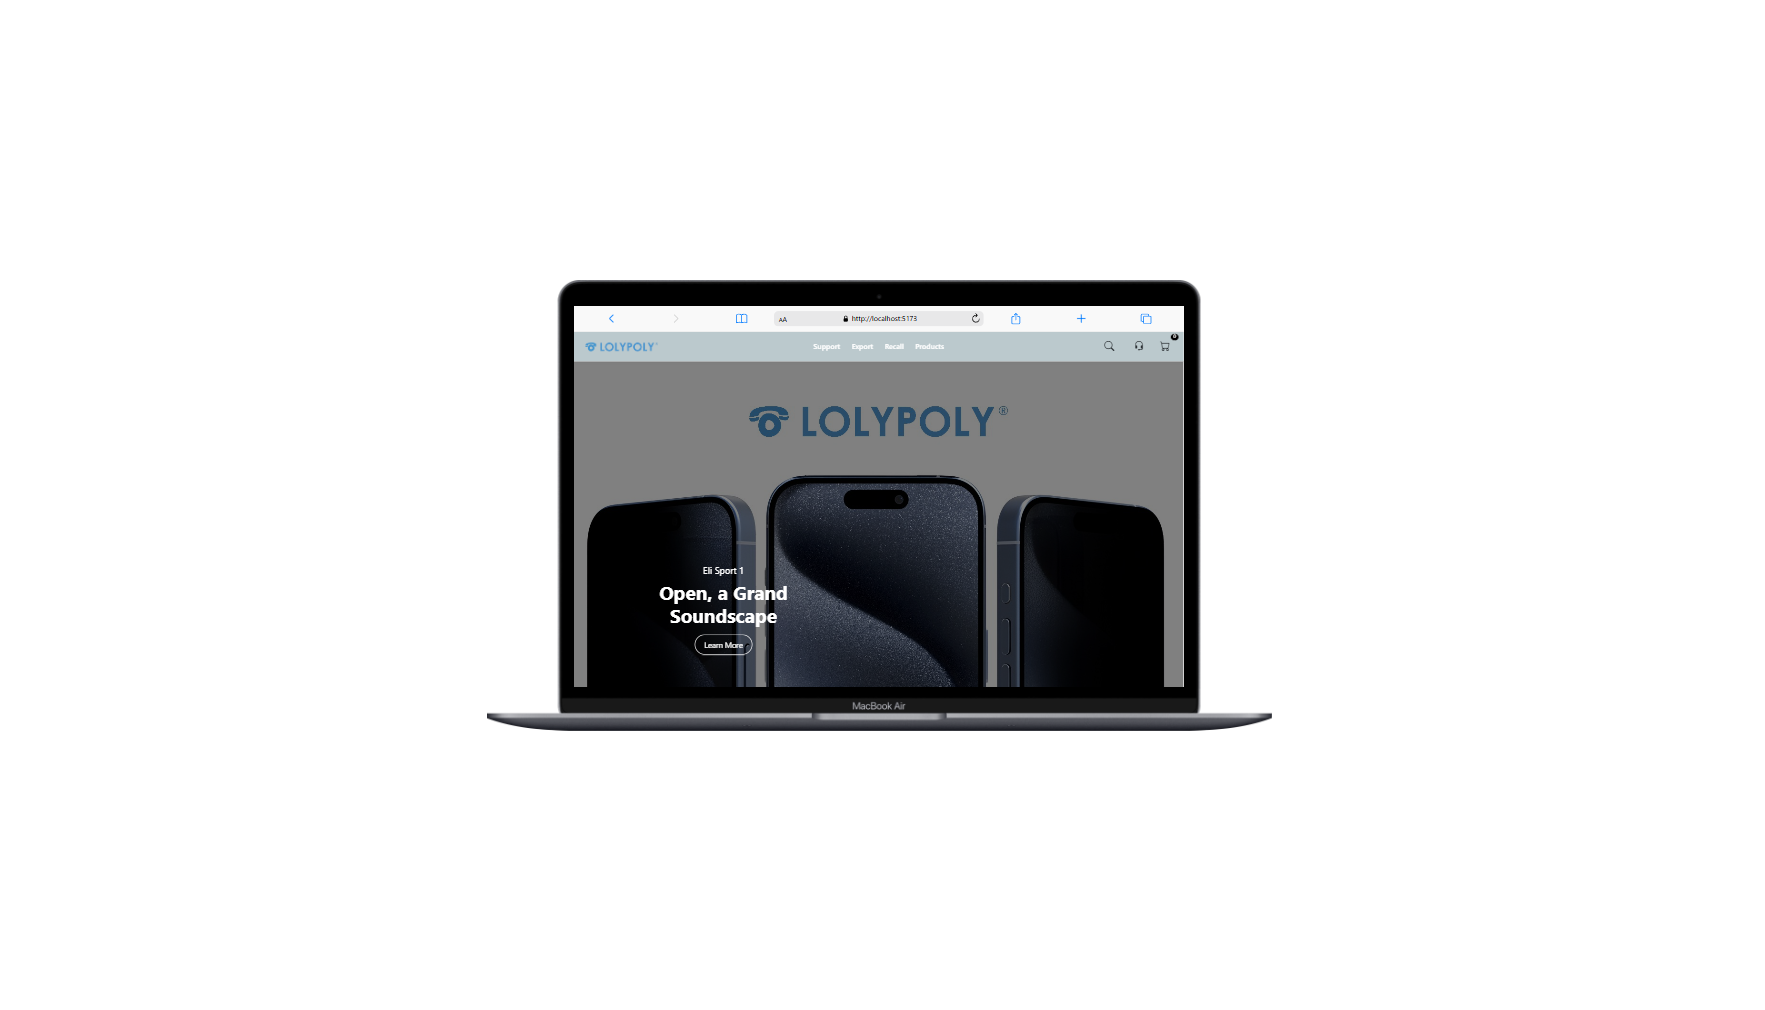 AA http://localhost:5173
LOLYPOLY
Support Export Recall Products
0
LOLYPOLY®
Eli Sport 1
Open, a Grand
Soundscape
Learn More
MacBook Air